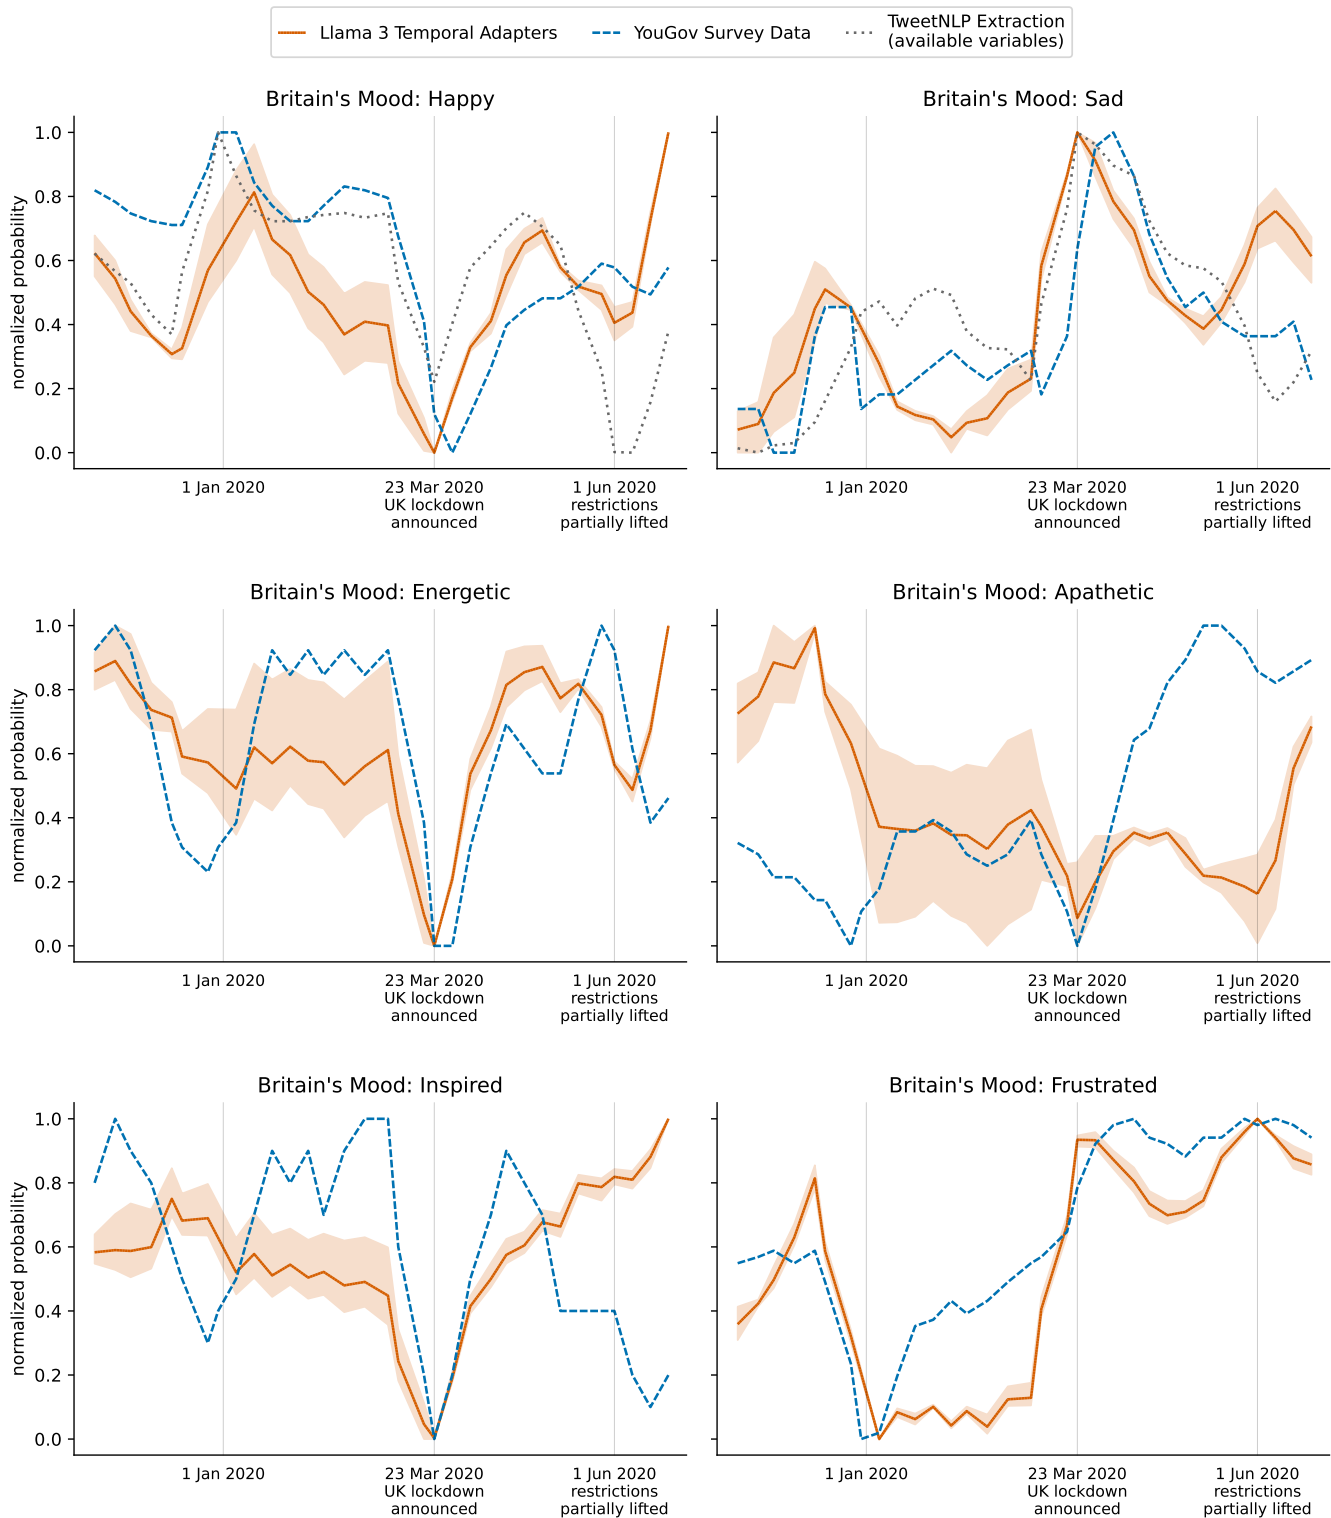 Llama 3 Temporal Adapters
YouGov Survey Data
TweetNLP Extraction
(available variables)
Britain's Mood: Happy
normalized probability
1.0
0.8
0.6
0.4
0.2
0.0
1 Jan 2020
23 Mar 2020
UK lockdown
announced
1 Jun 2020
restrictions
partially lifted
Britain's Mood: Sad
1 Jan 2020
23 Mar 2020
UK lockdown
announced
1 Jun 2020
restrictions
partially lifted
Britain's Mood: Energetic
normalized probability
1.0
0.8
0.6
0.4
0.2
0.0
1 Jan 2020
23 Mar 2020
UK lockdown
announced
1 Jun 2020
restrictions
partially lifted
Britain's Mood: Apathetic
1 Jan 2020
23 Mar 2020
UK lockdown
announced
1 Jun 2020
restrictions
partially lifted
Britain's Mood: Inspired
normalized probability
1.0
0.8
0.6
0.4
0.2
0.0
1 Jan 2020
23 Mar 2020
UK lockdown
announced
1 Jun 2020
restrictions
partially lifted
Britain's Mood: Frustrated
1 Jan 2020
23 Mar 2020
UK lockdown
announced
1 Jun 2020
restrictions
partially lifted